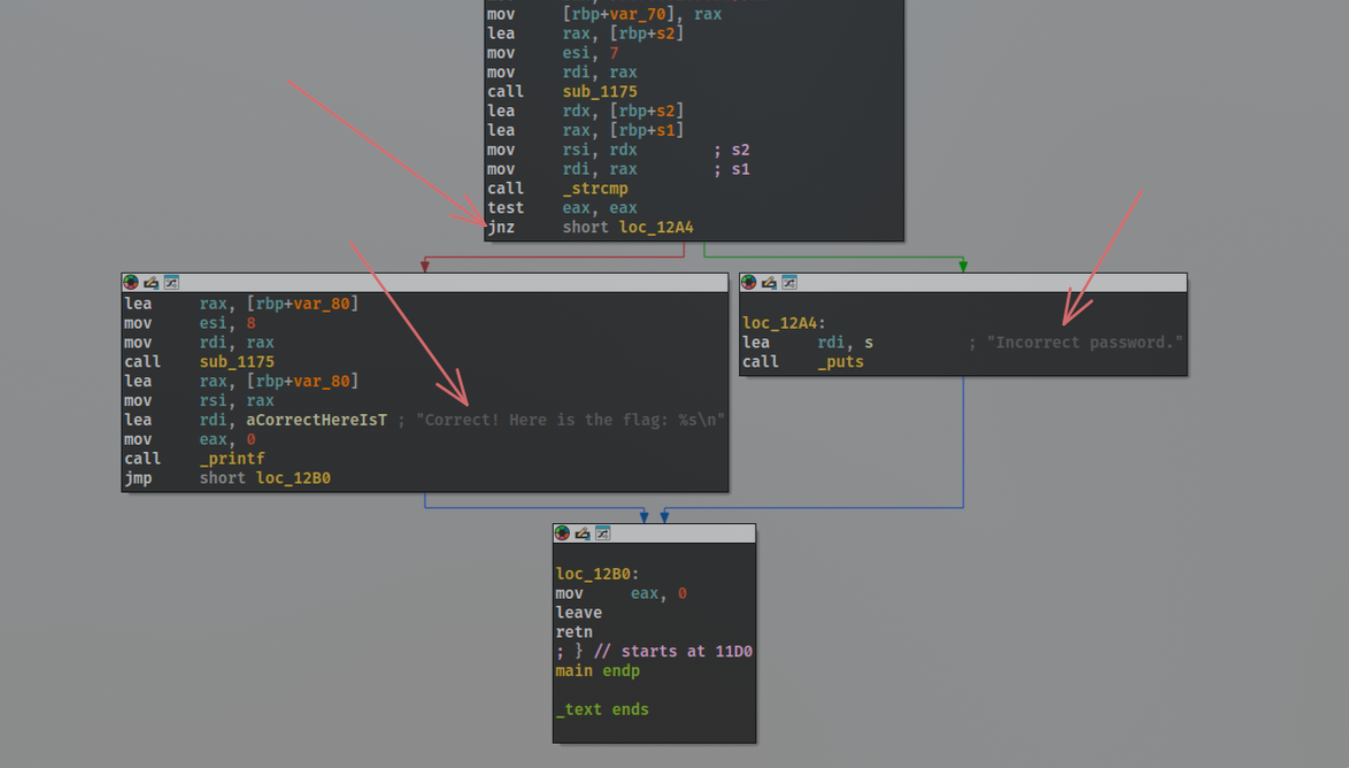 mov [rbp+var_70], rax
lea rax, [rbp+s2]
mov esi, 7
mov rdi, rax
call sub_1175
lea rdx, [rbp+s2]
lea rax, [rbp+s1]
mov rsi, rdx ; s2
mov rdi, rax ; s1
call _strcmp
test eax, eax
jnz short loc_12A4
lea rax, [rbp+var_80]
mov esi, 8
mov rdi, rax
call sub_1175
lea rax, [rbp+var_80]
mov rsi, rax
lea rdi, aCorrectHereIsT ; "Correct! Here is the flag: %s\n"
mov eax, 0
call _printf
jmp short loc_12B0
loc_12A4:
lea rdi, s ; "Incorrect password."
call _puts
loc_12B0:
mov eax, 0
leave
retn
; } // starts at 11D0
main endp
_text ends